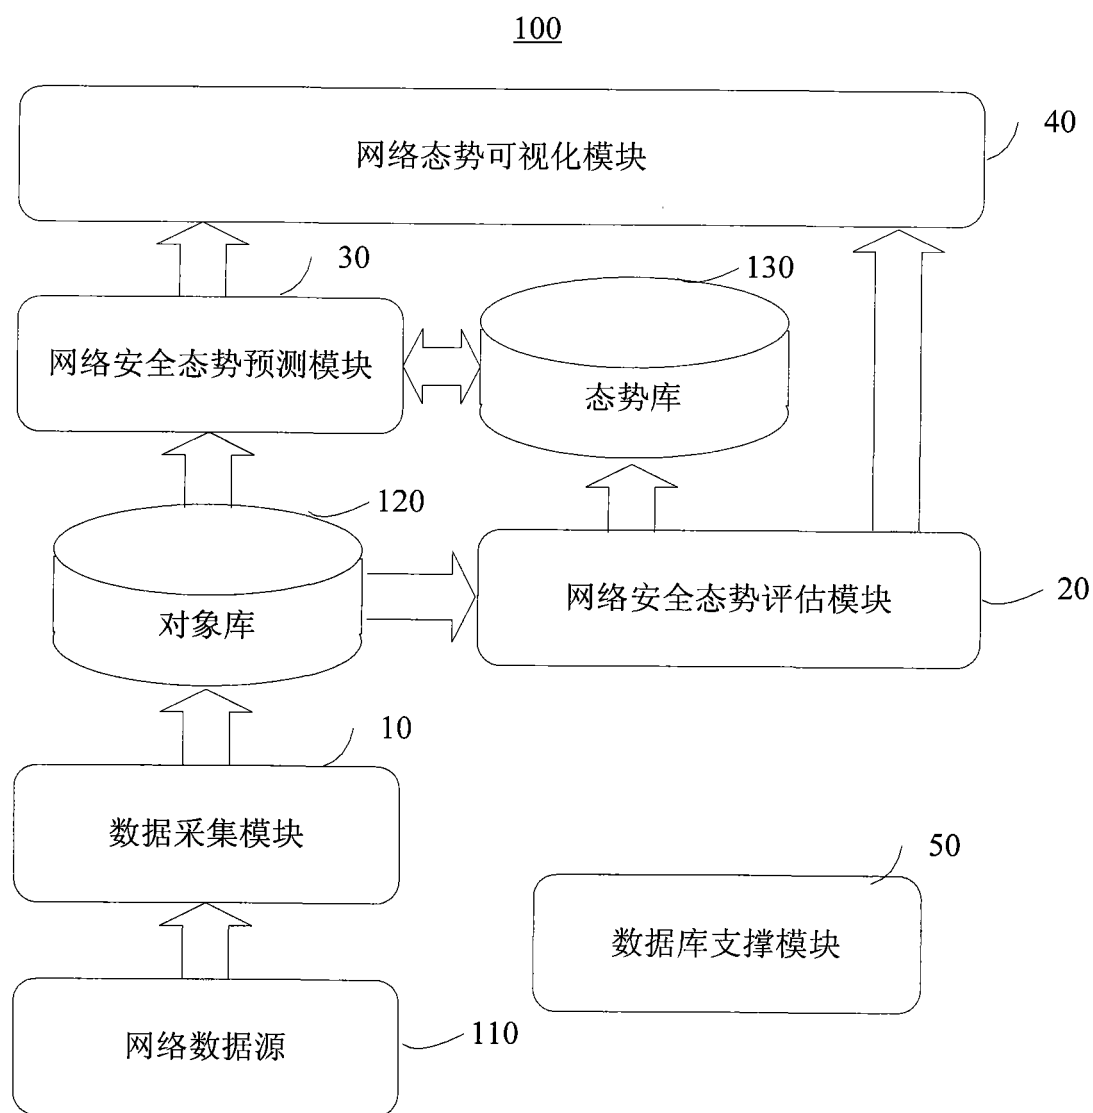 100
网络态势可视化模块
40
30
130
网络安全态势预测模块
态势库
120
对象库
网络安全态势评估模块
20
10
数据采集模块
50
数据库支撑模块
网络数据源
110